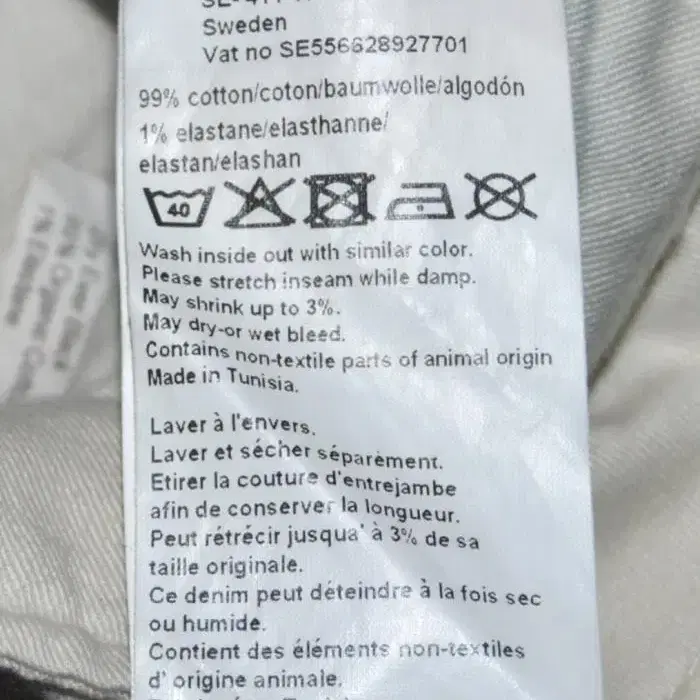 Sweden
Vat no SE556628927701
99% cotton/coton/baumwolle/algodón
1% elastane/elasthanne/
elastan/elashan
40
Wash inside out with similar color.
Please stretch inseam while damp.
May shrink up to 3%.
May dry-or wet bleed.
Contains non-textile parts of animal origin
Made in Tunisia.
Laver à l'envers.
Laver et sécher séparèment.
Etirer la couture d'entrejambe
afin de conserver la longueur.
Peut rétrécir jusqua' à 3% de sa
taille originale.
Ce denim peut déteindre à la fois sec
ou humide.
Contient des éléments non-textiles
d' origine animale.